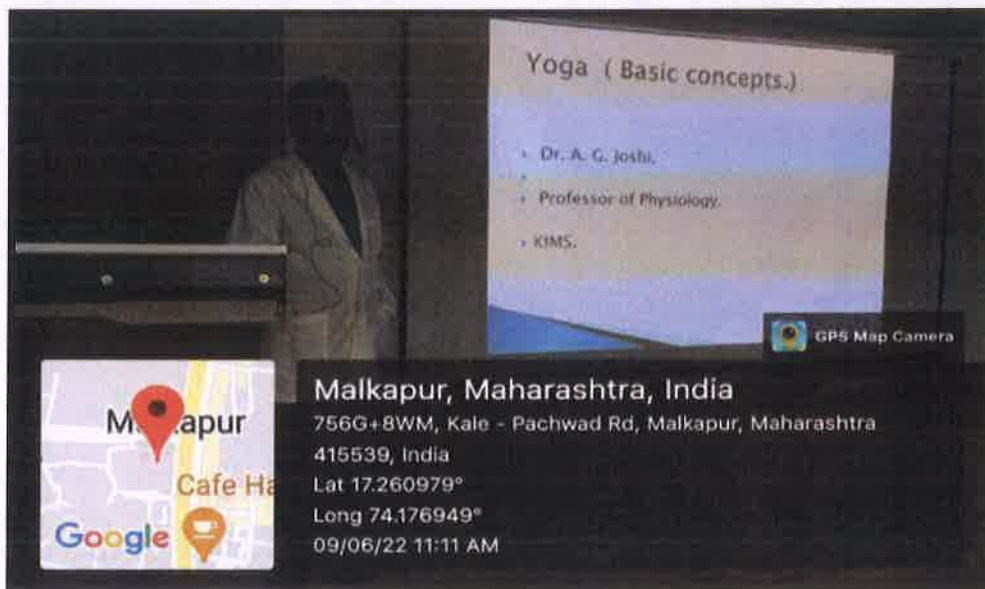 Yoga ( Basic concepts.)
Dr. A. G. Joshi.
Professor of Physiology.
KIMS.
GPS Map Camera
Malkapur
Cafe Ha
Google
Malkapur, Maharashtra, India
756G+8WM, Kale - Pachwad Rd, Malkapur, Maharashtra
415539, India
Lat 17.260979°
Long 74.176949°
09/06/22 11:11 AM